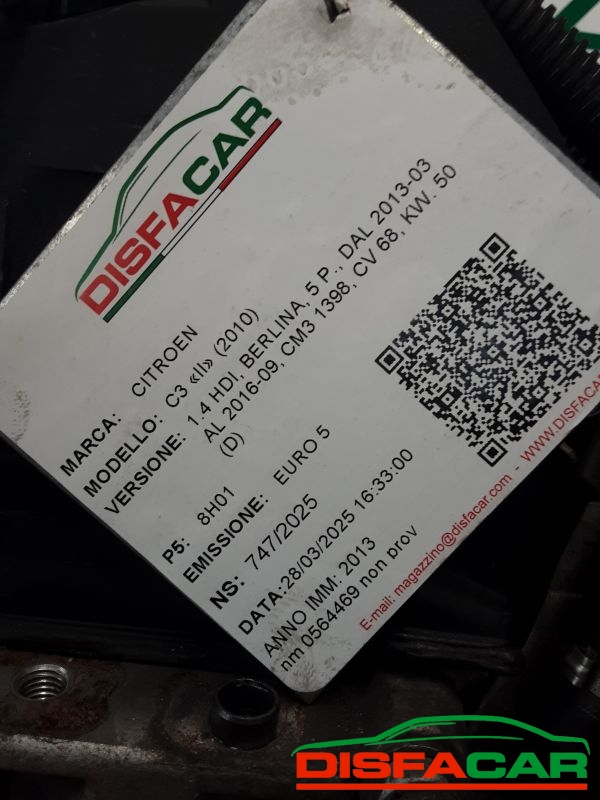 DISFACAR
MARCA: CITROEN
MODELLO: C3 «II» (2010)
VERSIONE: 1.4 HDI, BERLINA, 5 P., DAL 2013-03
AL 2016-09, CM3 1398, CV 68, KW. 50
(D)
P5: 8H01
EMISSIONE: EURO 5
NS: 747/2025
DATA:28/03/2025 16:33:00
ANNO IMM: 2013
nm 0564469 non prov
E-mail: magazzino@disfacar.com - WWW.DISFACA
DISFACAR